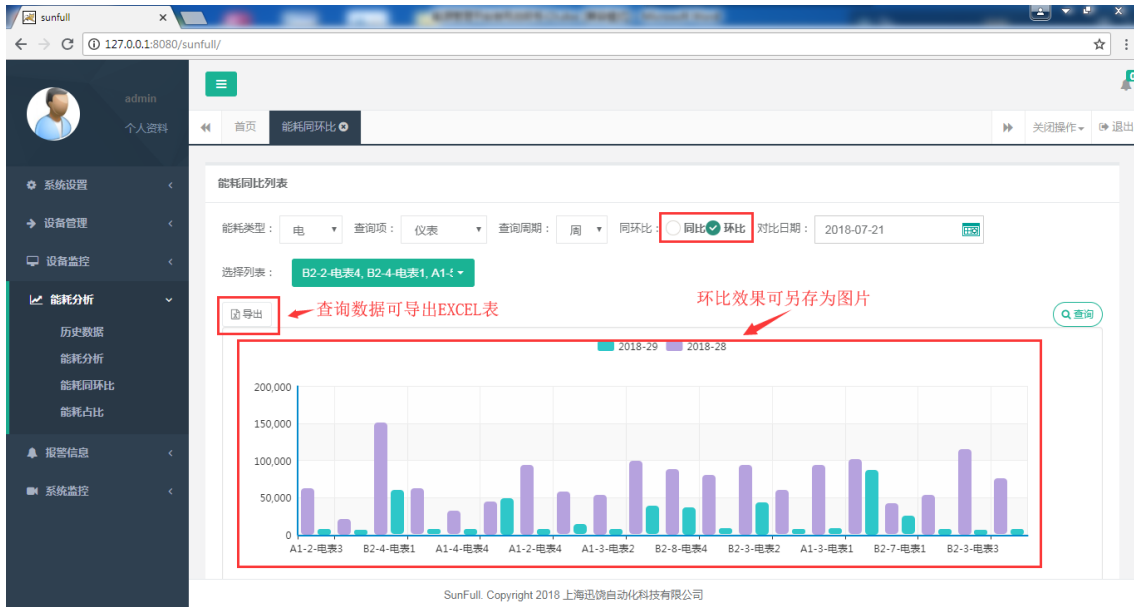 sunfull
127.0.0.1:8080/sunfull/
admin
个人资料
首页
能耗同环比
关闭操作
退出
系统设置
设备管理
设备监控
能耗分析
历史数据
能耗分析
能耗同环比
能耗占比
报警信息
系统监控
能耗同比列表
能耗类型： 电 查询项： 仪表 查询周期： 周 同环比： 同比 环比 对比日期： 2018-07-21
选择列表： B2-2-电表4, B2-4-电表1, A1-
导出
查询数据可导出EXCEL表
环比效果可另存为图片
查询
2018-29 2018-28
200,000
150,000
100,000
50,000
0
A1-2-电表3 B2-4-电表1 A1-4-电表4 A1-2-电表4 A1-3-电表2 B2-8-电表4 B2-3-电表2 A1-3-电表1 B2-7-电表1 B2-3-电表3
SunFull. Copyright 2018 上海迅饶自动化科技有限公司